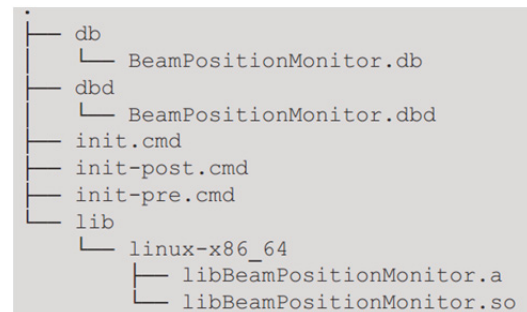 .
├── db
│   └── BeamPositionMonitor.db
├── dbd
│   └── BeamPositionMonitor.dbd
├── init.cmd
├── init-post.cmd
├── init-pre.cmd
└── lib
    └── linux-x86_64
        ├── libBeamPositionMonitor.a
        └── libBeamPositionMonitor.so